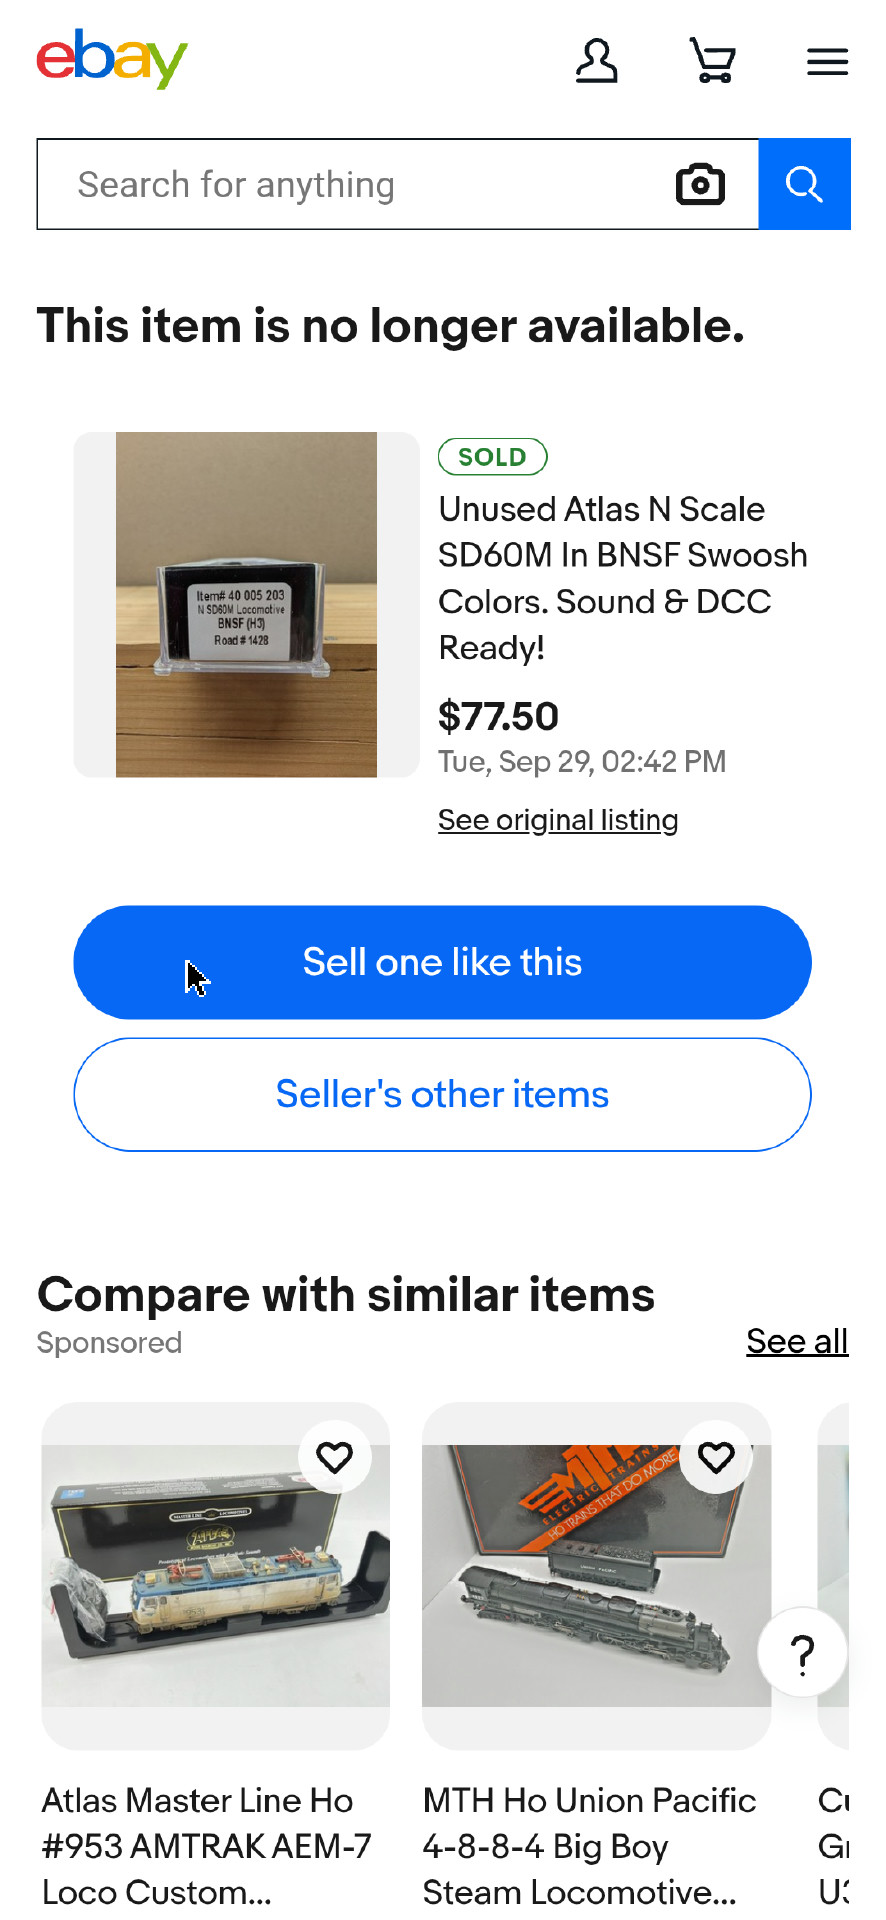 ebay
Search for anything
This item is no longer available.
SOLD
Unused Atlas N Scale
SD60M In BNSF Swoosh
Colors. Sound & DCC
Ready!
$77.50
Tue, Sep 29, 02:42 PM
See original listing
Item# 40 005 203
N SD60M Locomotive
BNSF (H3)
Road # 1428
Sell one like this
Seller's other items
Compare with similar items
Sponsored
See all
ATLAS
MTH
ELECTRIC TRAINS
HO TRAINS THAT DO MORE
?
Atlas Master Line Ho
#953 AMTRAK AEM-7
Loco Custom...
MTH Ho Union Pacific
4-8-8-4 Big Boy
Steam Locomotive...